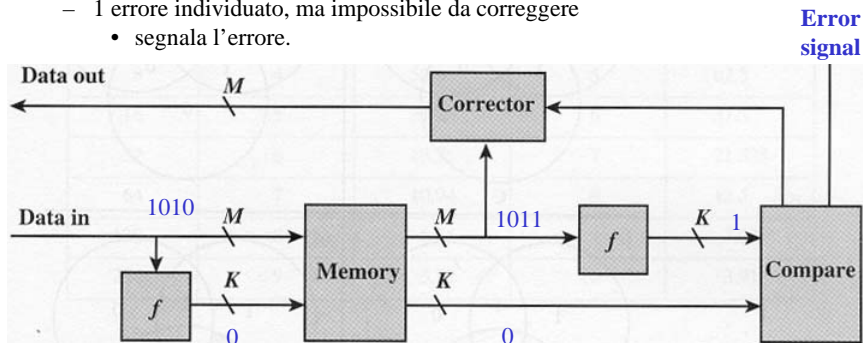 – 1 errore individuato, ma impossibile da correggere
• segnala l'errore.
Error
signal
Data out
M
Corrector
Data in
1010
M
M
1011
f
K
1
Memory
Compare
f
K
K
0
0